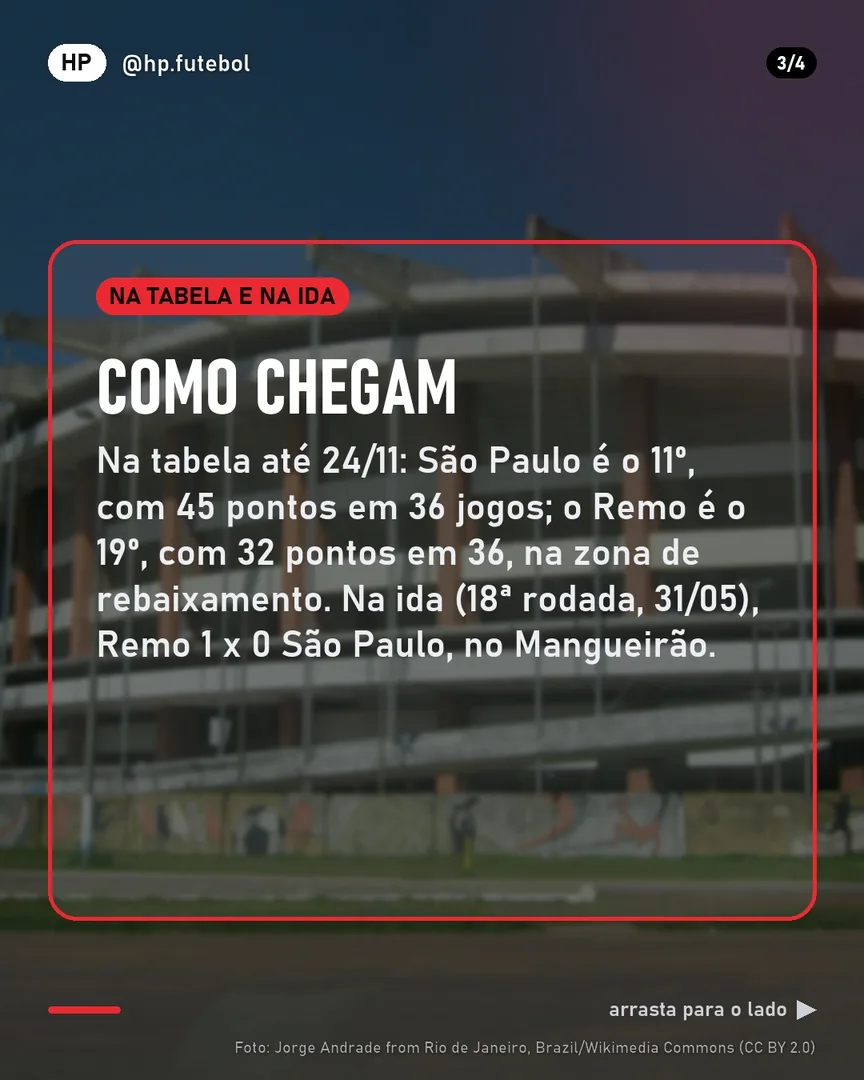 HP @hp.futebol
3/4
NA TABELA E NA IDA
COMO CHEGAM
Na tabela até 24/11: São Paulo é o 11º,
com 45 pontos em 36 jogos; o Remo é o
19º, com 32 pontos em 36, na zona de
rebaixamento. Na ida (18ª rodada, 31/05),
Remo 1 x 0 São Paulo, no Mangueirão.
arrasta para o lado ▶
Foto: Jorge Andrade from Rio de Janeiro, Brazil/Wikimedia Commons (CC BY 2.0)